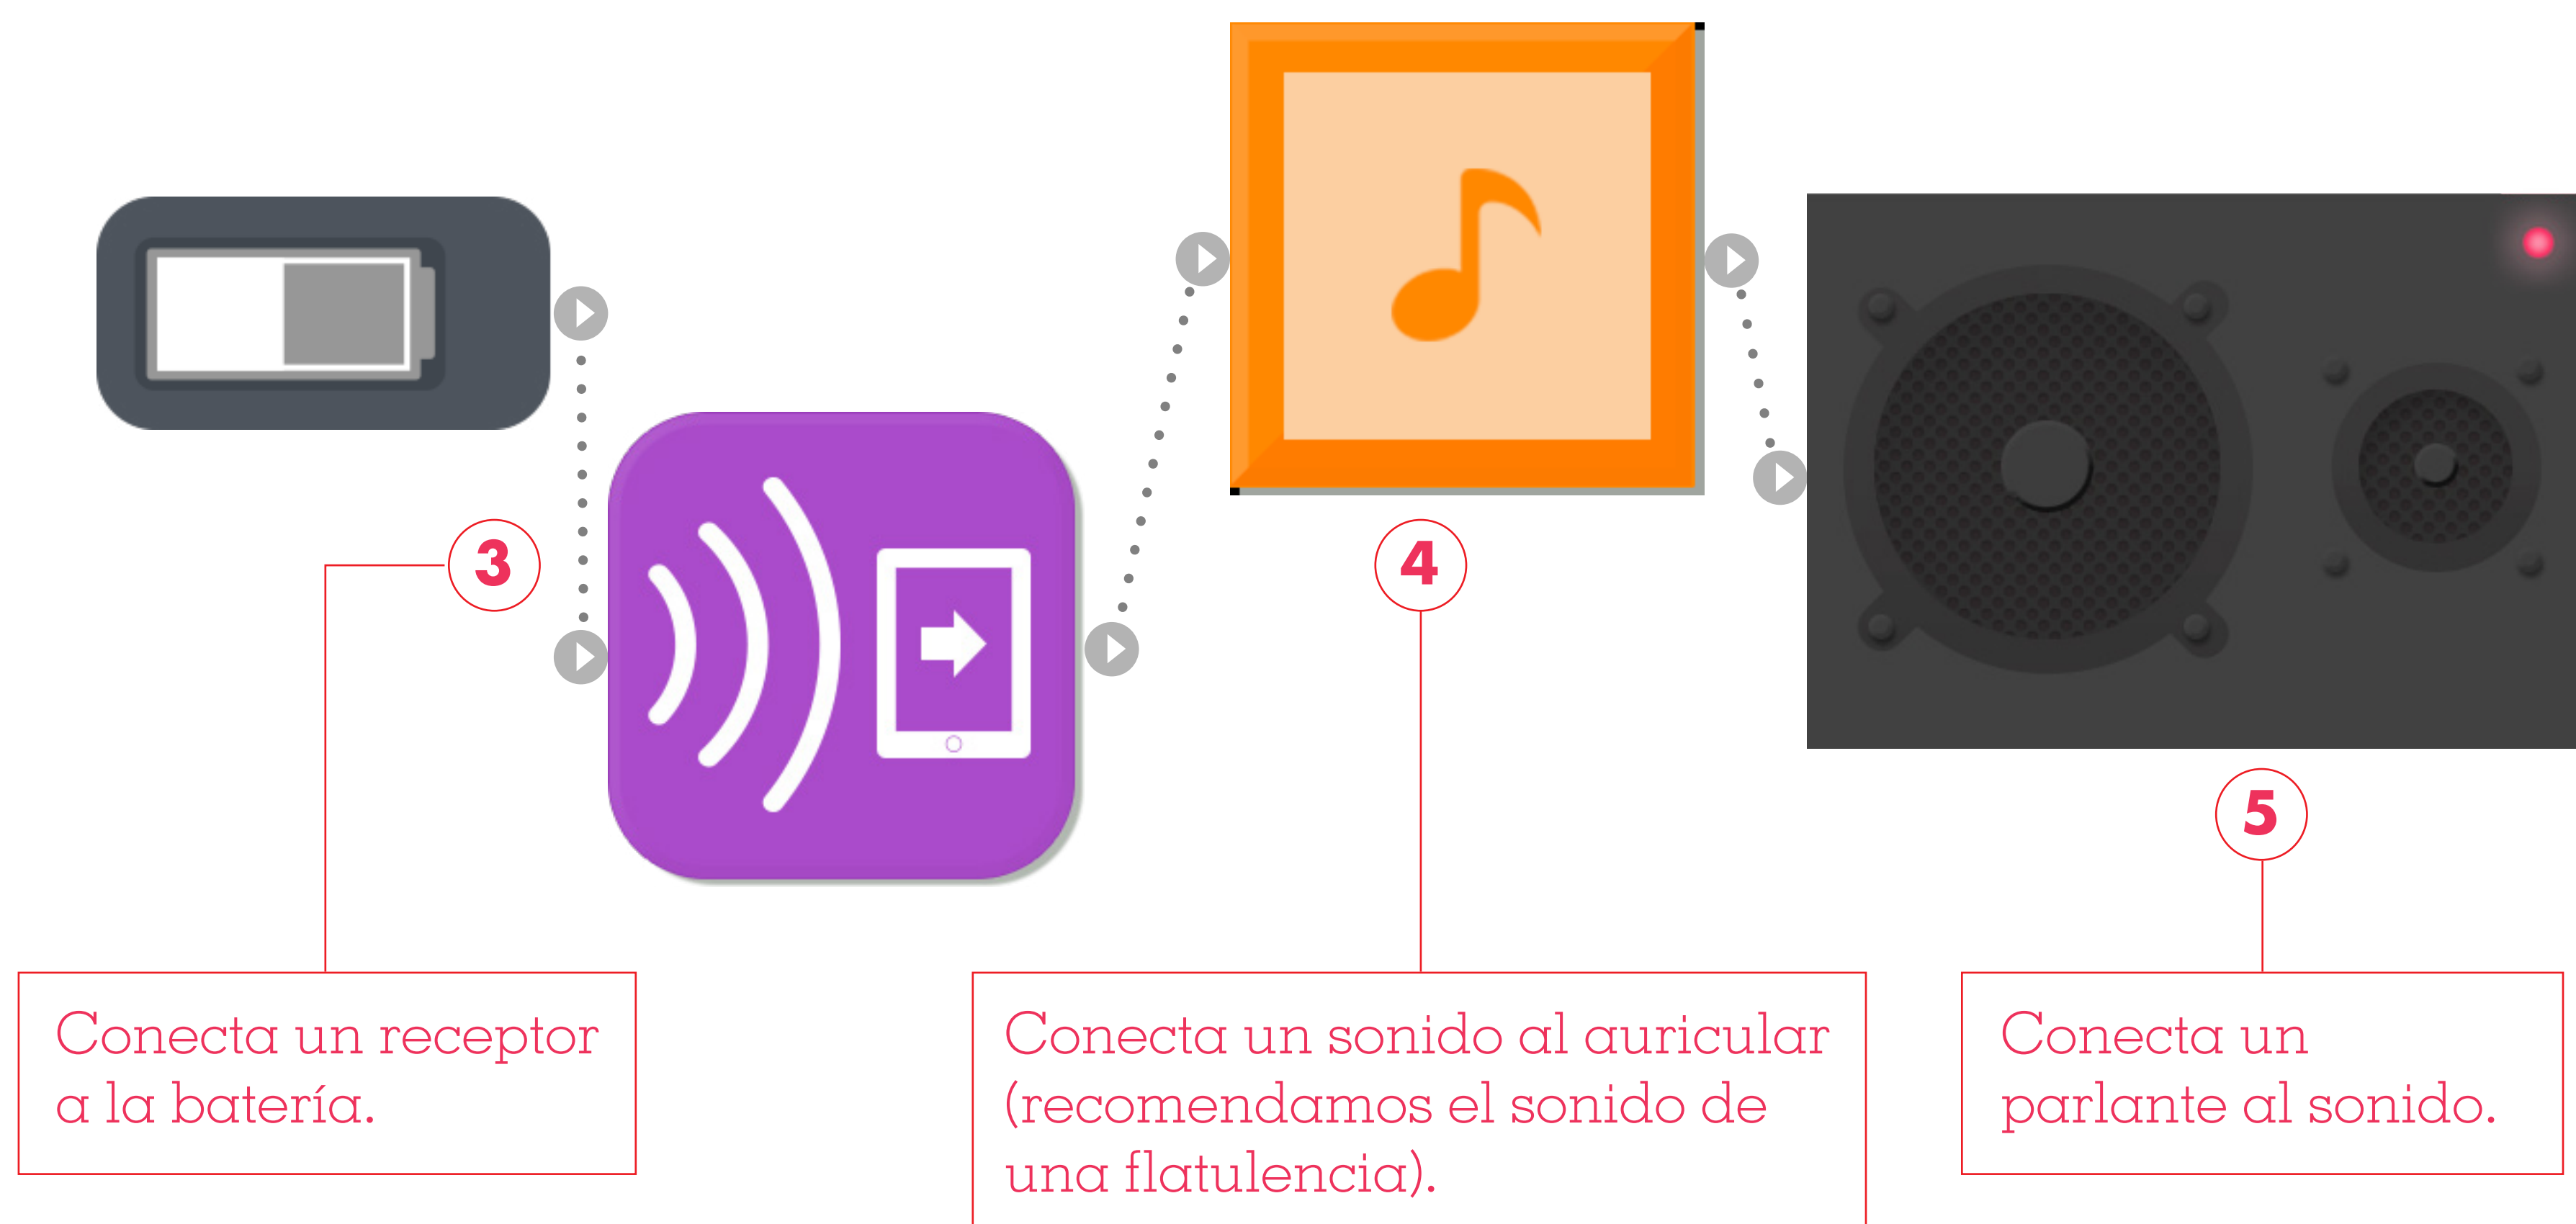 3
4
5
Conecta un receptor
a la batería.
Conecta un sonido al auricular
(recomendamos el sonido de
una flatulencia).
Conecta un
parlante al sonido.